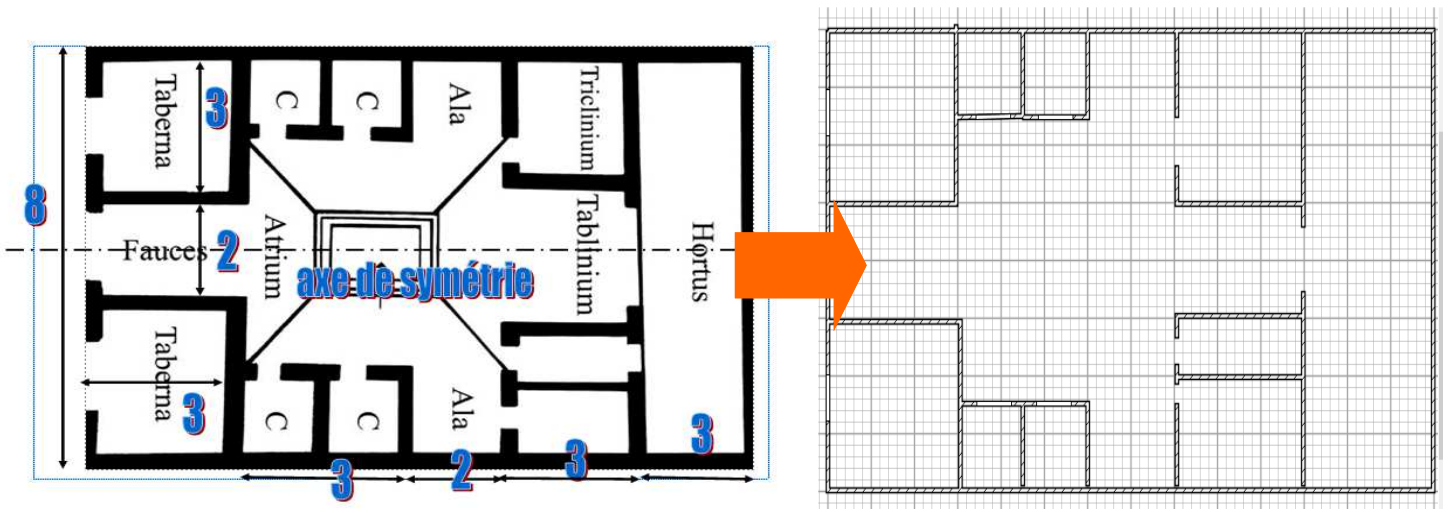 Taberna
3
C
C
Ala
Triclinium
8
Fauces
2
Atrium
axe de symétrie
Tablinium
Hortus
Taberna
3
C
C
Ala
3
2
3
3